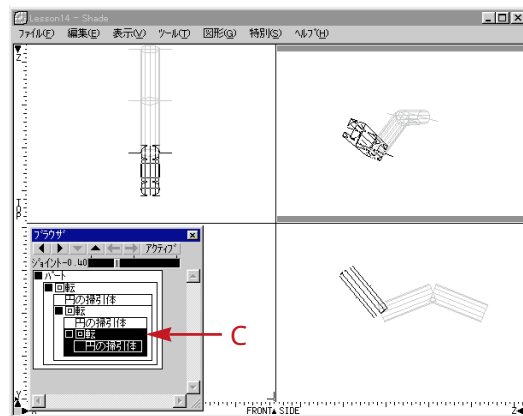 Lesson14 - Shade
ファイル(F) 編集(E) 表示(V) ツール(T) 図形(G) 特別(S) ヘルプ(H)
Z
T
O
P
ブラウザ
アクティブ
ジョイント-0.40
■パート
■回転
円の掃引体
■回転
円の掃引体
回転
円の掃引体
C
Y
X
FRONT▲SIDE
Z